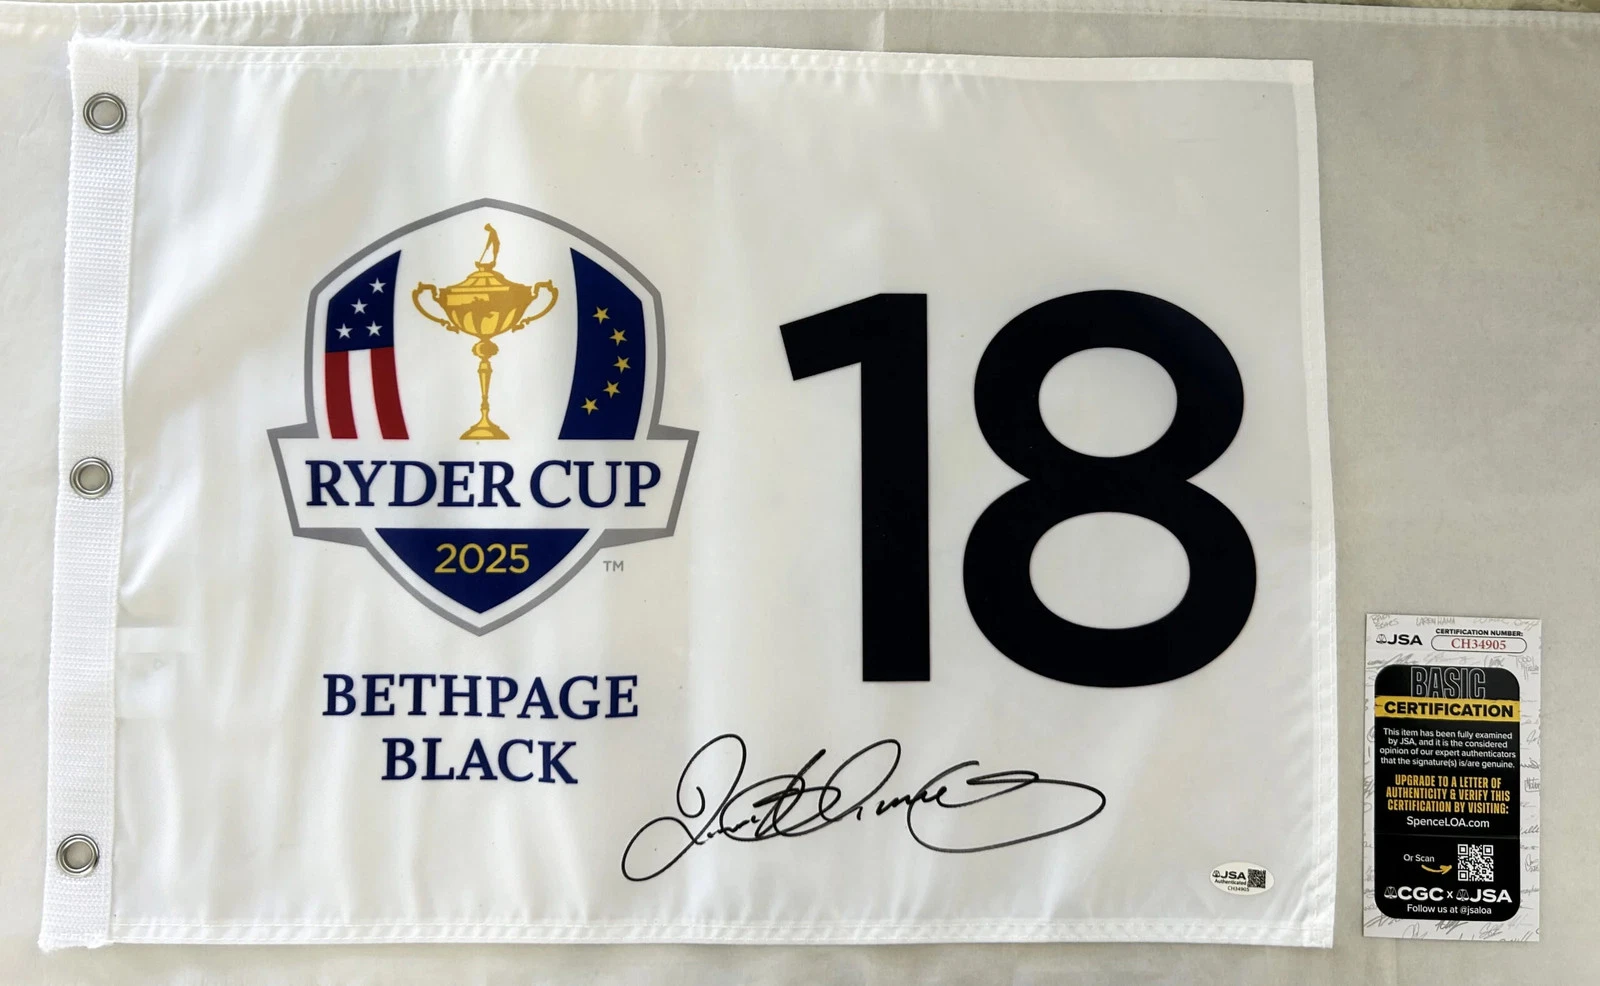 RYDER CUP
2025
TM
BETHPAGE
BLACK
18
JSA
Authenticated
CH34905
JSA
CERTIFICATION NUMBER:
CH34905
BASIC
CERTIFICATION
This item has been fully examined
by JSA, and it is the considered
opinion of our expert authenticators
that the signature(s) is/are genuine.
UPGRADE TO A LETTER OF
AUTHENTICITY & VERIFY THIS
CERTIFICATION BY VISITING:
SpenceLOA.com
Or Scan
CGC x JSA
Follow us at @jsaloa